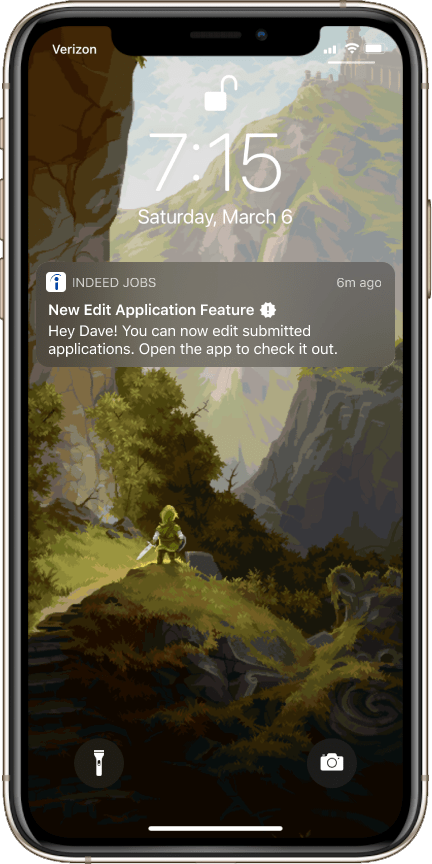 Verizon
7:15
Saturday, March 6
INDEED JOBS 6m ago
New Edit Application Feature
Hey Dave! You can now edit submitted
applications. Open the app to check it out.